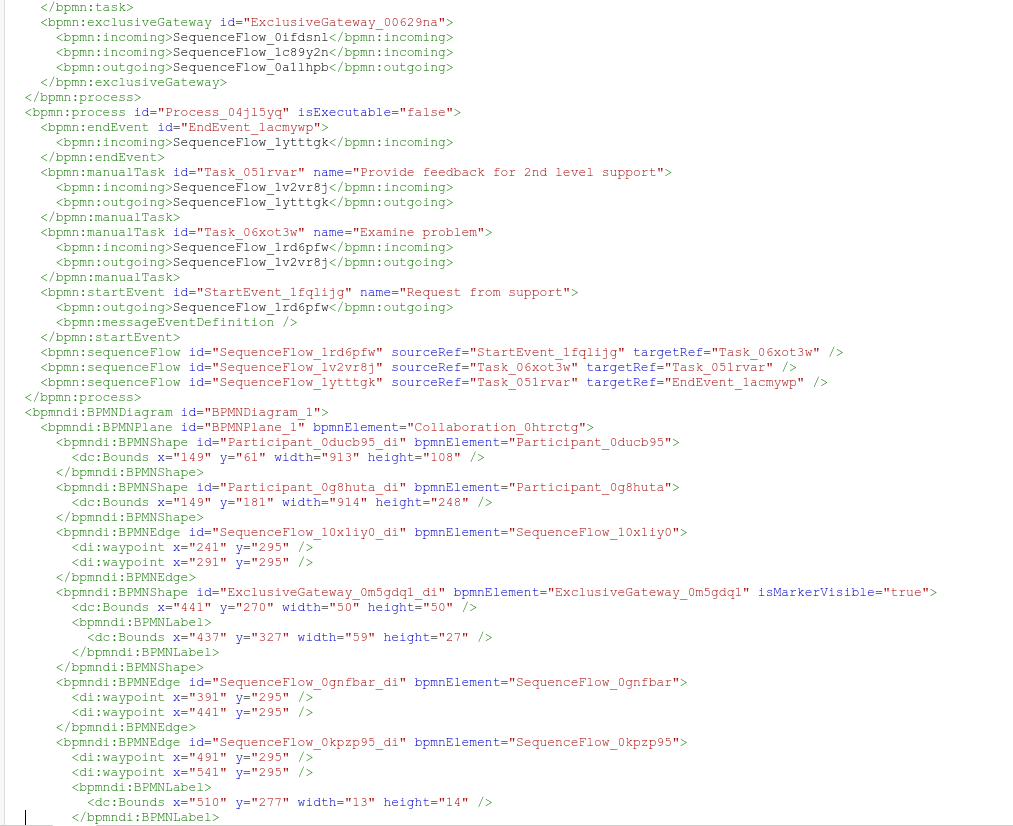 </bpmn:task>
<bpmn:exclusiveGateway id="ExclusiveGateway_00629na">
<bpmn:incoming>SequenceFlow_0ifdsnl</bpmn:incoming>
<bpmn:incoming>SequenceFlow_1c89y2n</bpmn:incoming>
<bpmn:outgoing>SequenceFlow_0a1lhpb</bpmn:outgoing>
</bpmn:exclusiveGateway>
</bpmn:process>
<bpmn:process id="Process_04jl5yq" isExecutable="false">
<bpmn:endEvent id="EndEvent_1acmywp">
<bpmn:incoming>SequenceFlow_1ytttgk</bpmn:incoming>
</bpmn:endEvent>
<bpmn:manualTask id="Task_051rvar" name="Provide feedback for 2nd level support">
<bpmn:incoming>SequenceFlow_1v2vr8j</bpmn:incoming>
<bpmn:outgoing>SequenceFlow_1ytttgk</bpmn:outgoing>
</bpmn:manualTask>
<bpmn:manualTask id="Task_06xot3w" name="Examine problem">
<bpmn:incoming>SequenceFlow_1rd6pfw</bpmn:incoming>
<bpmn:outgoing>SequenceFlow_1v2vr8j</bpmn:outgoing>
</bpmn:manualTask>
<bpmn:startEvent id="StartEvent_1fqlijg" name="Request from support">
<bpmn:outgoing>SequenceFlow_1rd6pfw</bpmn:outgoing>
<bpmn:messageEventDefinition />
</bpmn:startEvent>
<bpmn:sequenceFlow id="SequenceFlow_1rd6pfw" sourceRef="StartEvent_1fqlijg" targetRef="Task_06xot3w" />
<bpmn:sequenceFlow id="SequenceFlow_1v2vr8j" sourceRef="Task_06xot3w" targetRef="Task_051rvar" />
<bpmn:sequenceFlow id="SequenceFlow_1ytttgk" sourceRef="Task_051rvar" targetRef="EndEvent_1acmywp" />
</bpmn:process>
<bpmndi:BPMNDiagram id="BPMNDiagram_1">
<bpmndi:BPMNPlane id="BPMNPlane_1" bpmnElement="Collaboration_0htrctg">
<bpmndi:BPMNShape id="Participant_0ducb95_di" bpmnElement="Participant_0ducb95">
<dc:Bounds x="149" y="61" width="913" height="108" />
</bpmndi:BPMNShape>
<bpmndi:BPMNShape id="Participant_0g8huta_di" bpmnElement="Participant_0g8huta">
<dc:Bounds x="149" y="181" width="914" height="248" />
</bpmndi:BPMNShape>
<bpmndi:BPMNEdge id="SequenceFlow_10xliy0_di" bpmnElement="SequenceFlow_10xliy0">
<di:waypoint x="241" y="295" />
<di:waypoint x="291" y="295" />
</bpmndi:BPMNEdge>
<bpmndi:BPMNShape id="ExclusiveGateway_0m5gdq1_di" bpmnElement="ExclusiveGateway_0m5gdq1" isMarkerVisible="true">
<dc:Bounds x="441" y="270" width="50" height="50" />
<bpmndi:BPMNLabel>
<dc:Bounds x="437" y="327" width="59" height="27" />
</bpmndi:BPMNLabel>
</bpmndi:BPMNShape>
<bpmndi:BPMNEdge id="SequenceFlow_0gnfbar_di" bpmnElement="SequenceFlow_0gnfbar">
<di:waypoint x="391" y="295" />
<di:waypoint x="441" y="295" />
</bpmndi:BPMNEdge>
<bpmndi:BPMNEdge id="SequenceFlow_0kpzp95_di" bpmnElement="SequenceFlow_0kpzp95">
<di:waypoint x="491" y="295" />
<di:waypoint x="541" y="295" />
<bpmndi:BPMNLabel>
<dc:Bounds x="510" y="277" width="13" height="14" />
</bpmndi:BPMNLabel>